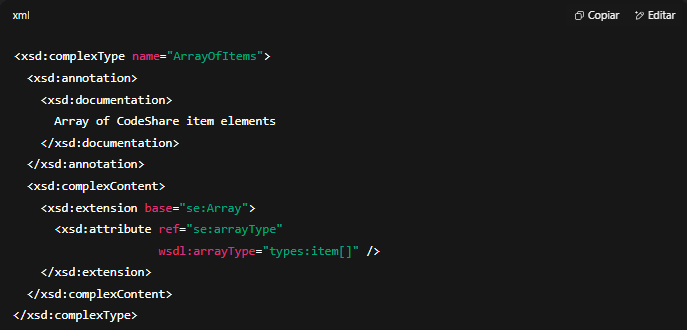 xml
Copiar
Editar
<xsd:complexType name="ArrayOfItems">
  <xsd:annotation>
    <xsd:documentation>
      Array of CodeShare item elements
    </xsd:documentation>
  </xsd:annotation>
  <xsd:complexContent>
    <xsd:extension base="se:Array">
      <xsd:attribute ref="se:arrayType"
                     wsdl:arrayType="types:item[]" />
    </xsd:extension>
  </xsd:complexContent>
</xsd:complexType>